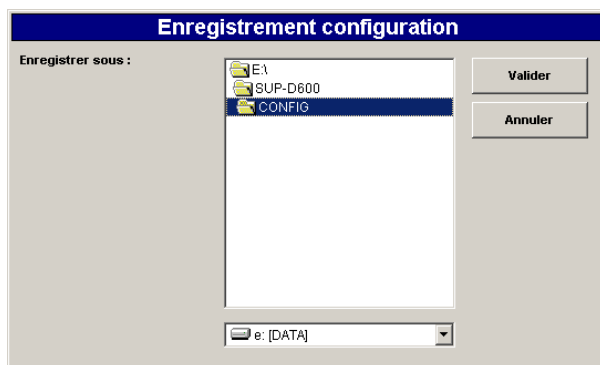 Enregistrement configuration
Enregistrer sous :
E:\
SUP-D600
CONFIG
Valider
Annuler
e: [DATA]